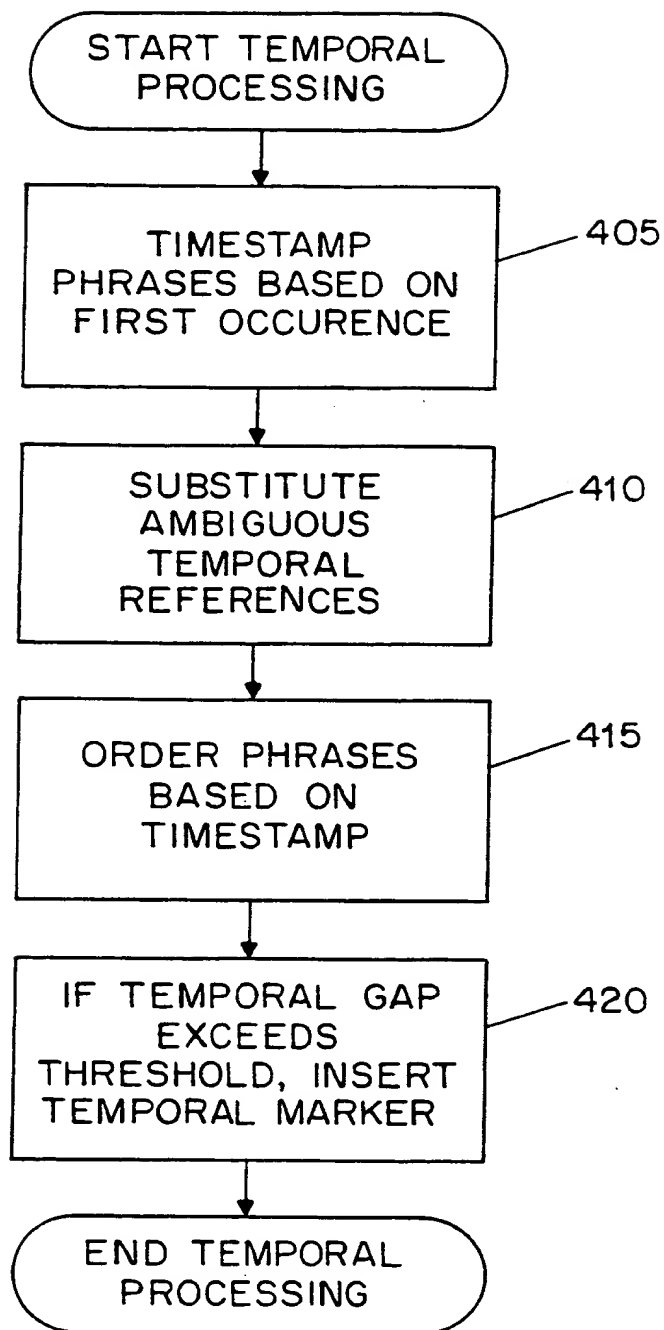 START TEMPORAL
PROCESSING
TIMESTAMP
PHRASES BASED ON
FIRST OCCURENCE
405
SUBSTITUTE
AMBIGUOUS
TEMPORAL
REFERENCES
410
ORDER PHRASES
BASED ON
TIMESTAMP
415
IF TEMPORAL GAP
EXCEEDS
THRESHOLD, INSERT
TEMPORAL MARKER
420
END TEMPORAL
PROCESSING